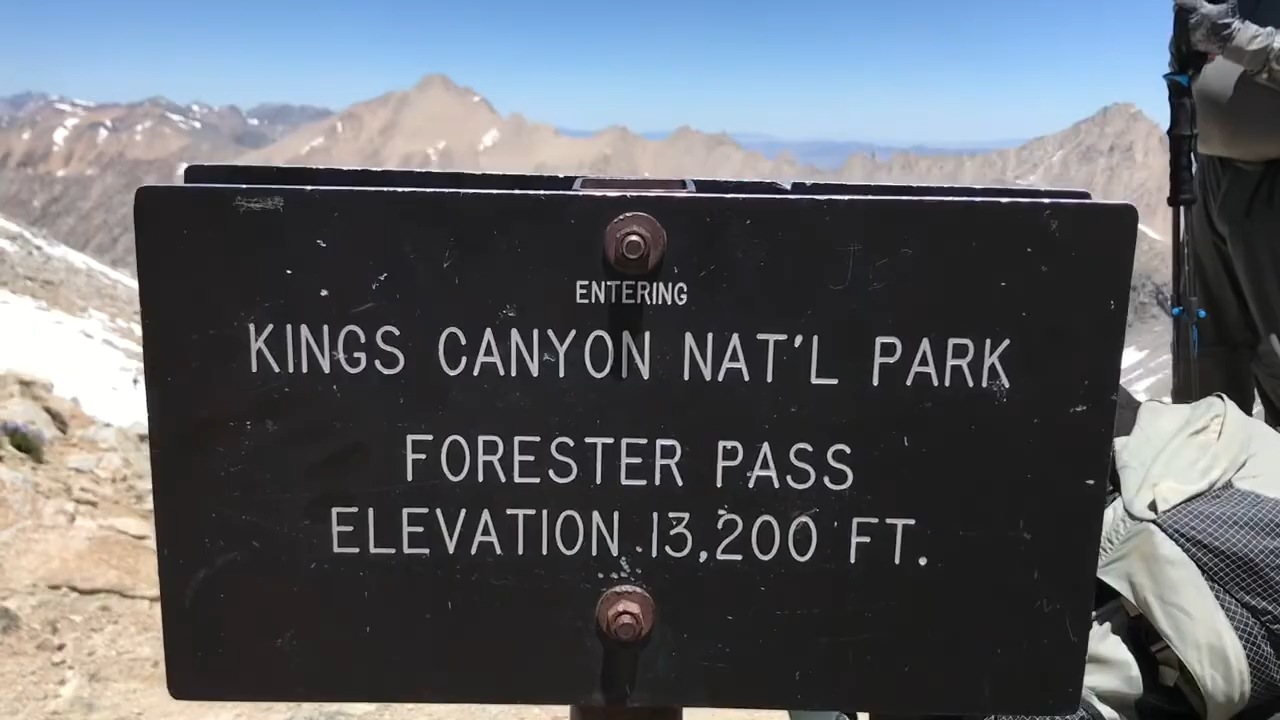 ENTERING
KINGS CANYON NAT'L PARK
FORESTER PASS
ELEVATION 13,200 FT.